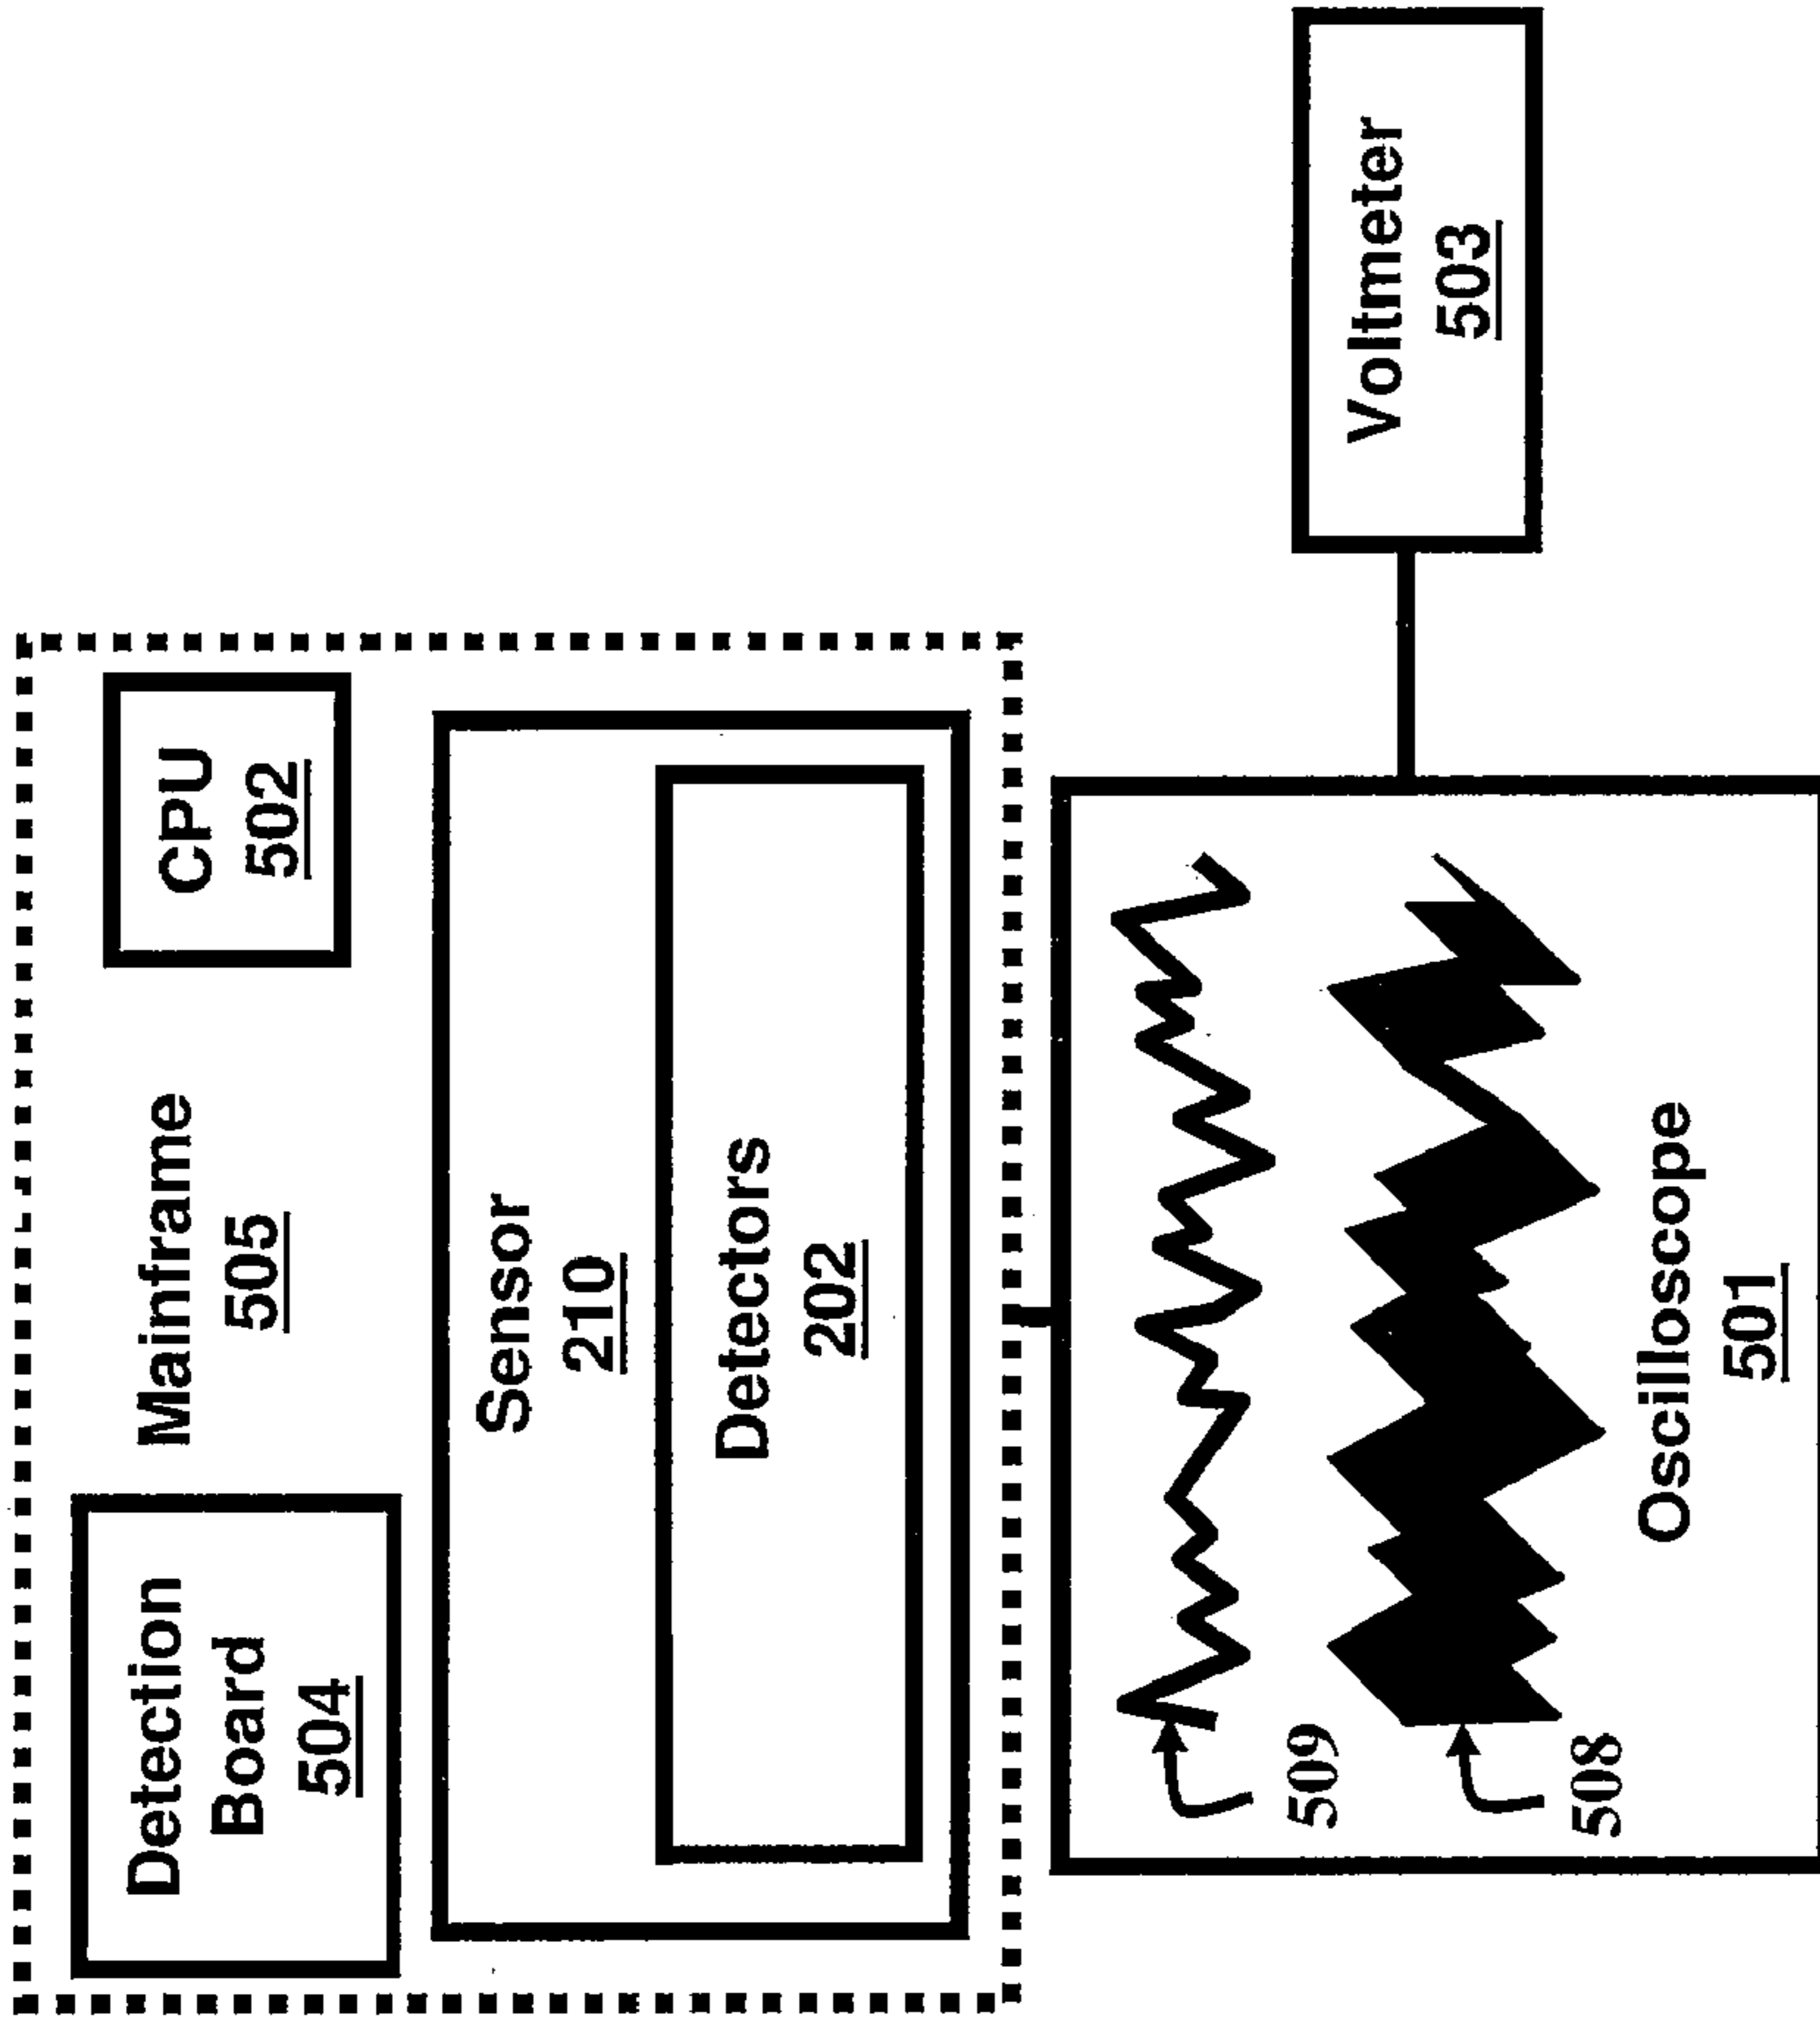 Detection
Board
504
Mainframe
505
CPU
502
Sensor
210
Detectors
202
509
508
Oscilloscope
501
Voltmeter
503